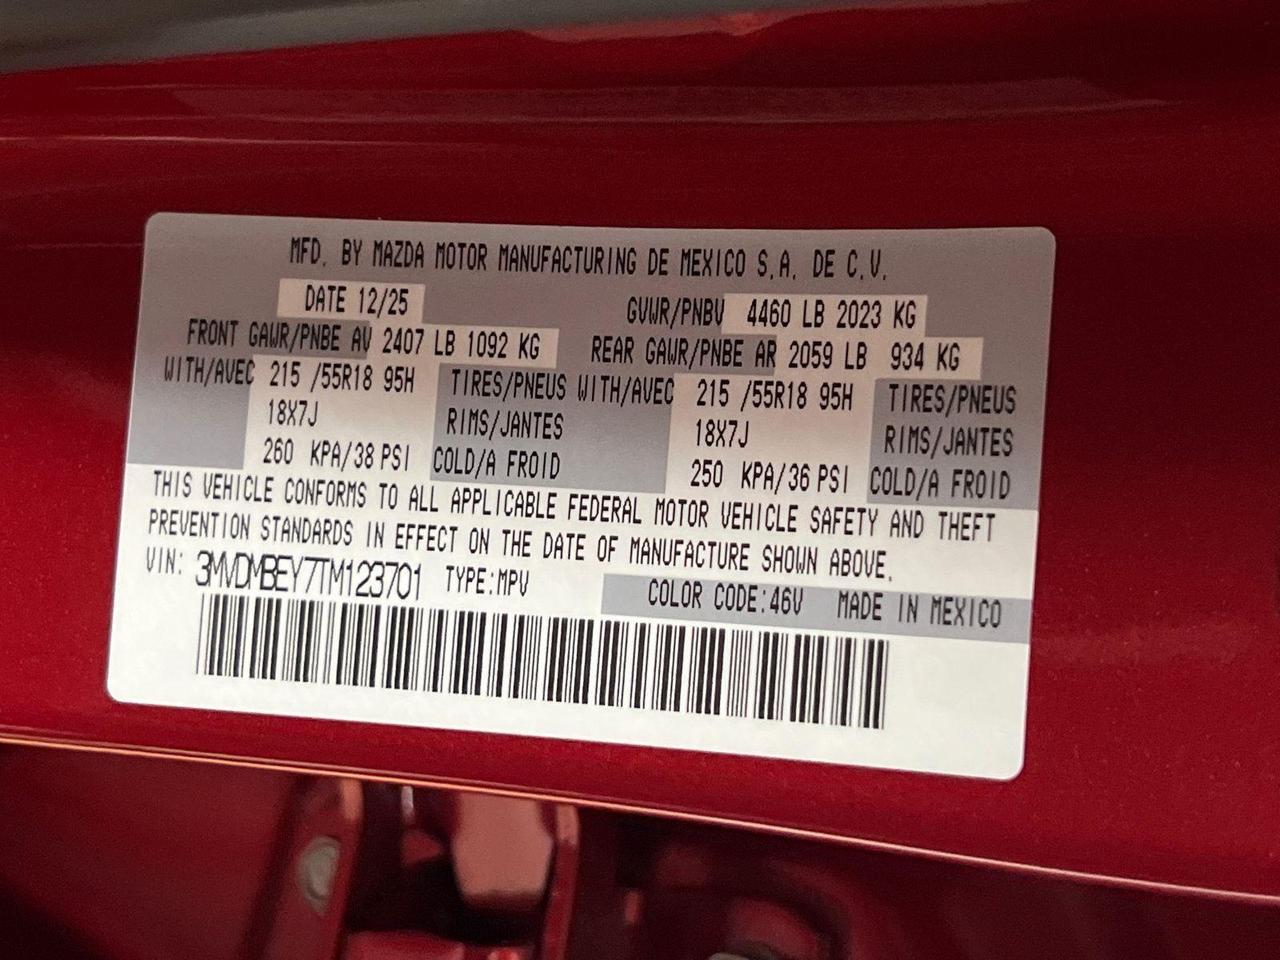 MFD. BY MAZDA MOTOR MANUFACTURING DE MEXICO S.A. DE C.V.
DATE 12/25 GVWR/PNBV 4460 LB 2023 KG
FRONT GAWR/PNBE AV 2407 LB 1092 KG REAR GAWR/PNBE AR 2059 LB 934 KG
WITH/AVEC 215 /55R18 95H TIRES/PNEUS WITH/AVEC 215 /55R18 95H TIRES/PNEUS
18X7J RIMS/JANTES 18X7J RIMS/JANTES
260 KPA/38 PSI COLD/A FROID 250 KPA/36 PSI COLD/A FROID
THIS VEHICLE CONFORMS TO ALL APPLICABLE FEDERAL MOTOR VEHICLE SAFETY AND THEFT
PREVENTION STANDARDS IN EFFECT ON THE DATE OF MANUFACTURE SHOWN ABOVE.
VIN: 3MVDMBEY7TM123701 TYPE:MPV COLOR CODE:46V MADE IN MEXICO